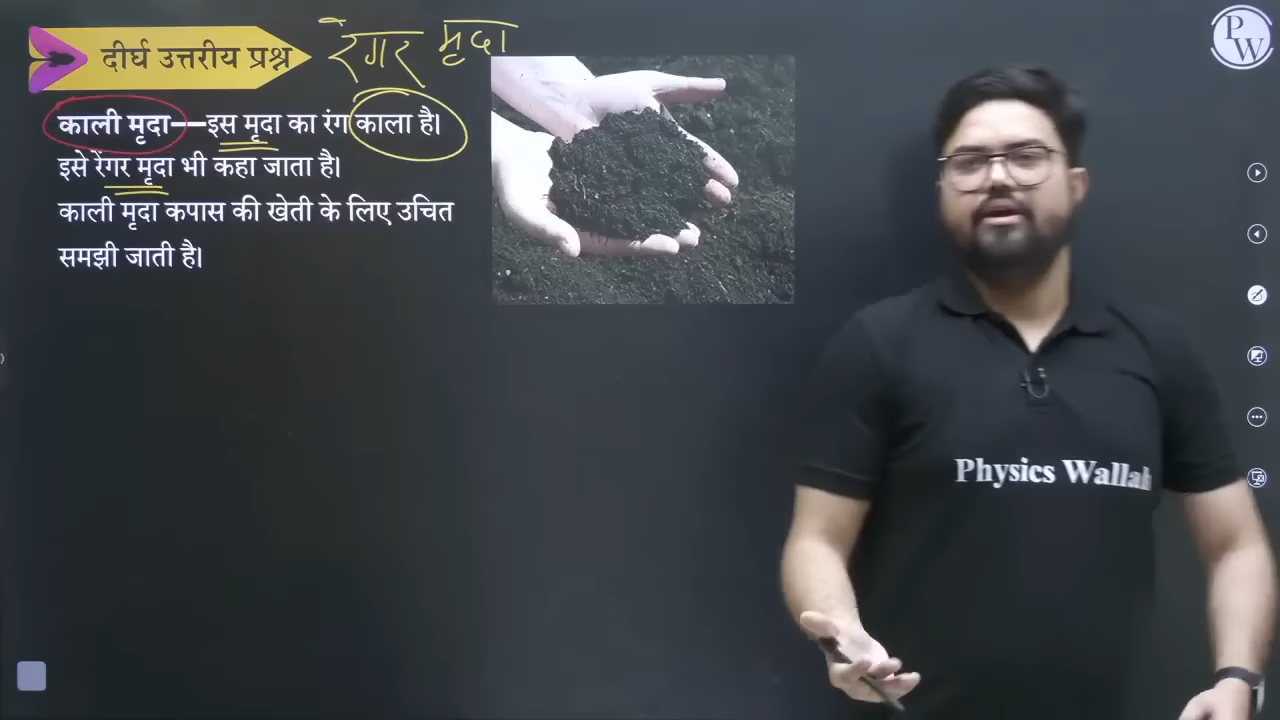 दीर्घ उत्तरीय प्रश्न
रेंगर मृदा
काली मृदा––इस मृदा का रंग काला है।
इसे रेंगर मृदा भी कहा जाता है।
काली मृदा कपास की खेती के लिए उचित
समझी जाती है।
PW
Physics Wallah